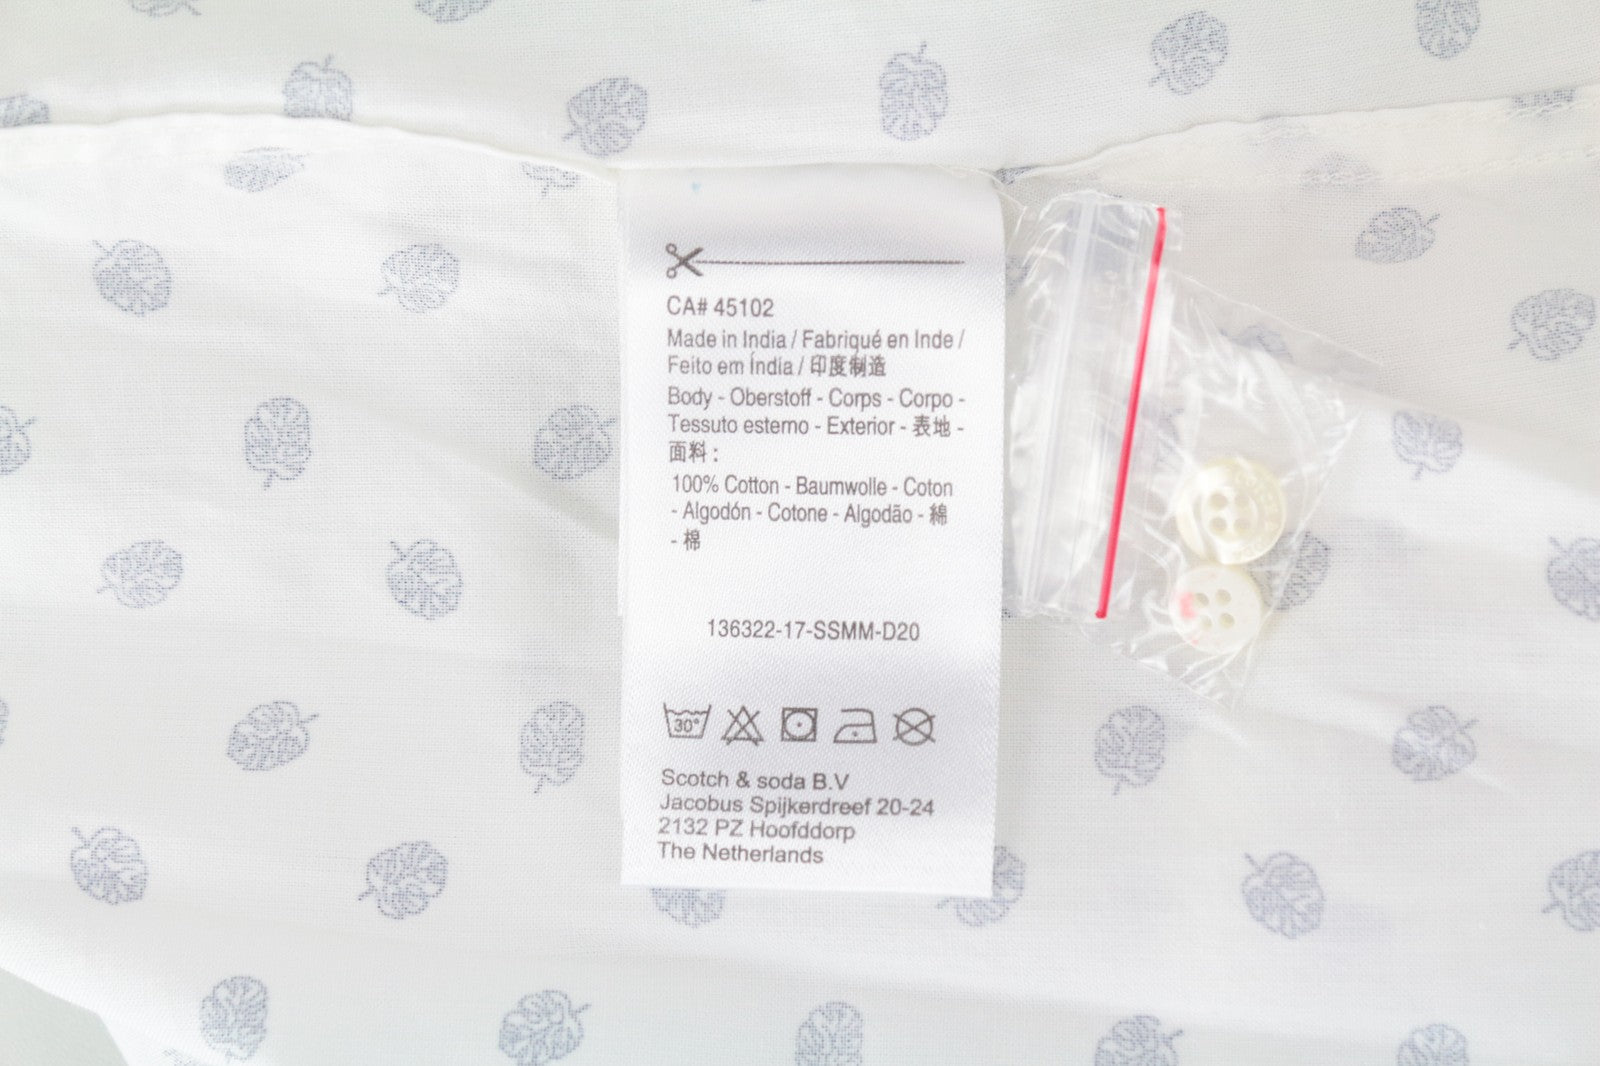 CA# 45102
Made in India / Fabriqué en Inde /
Feito em Índia / 印度制造
Body - Oberstoff - Corps - Corpo -
Tessuto esterno - Exterior - 表地 -
面料 :
100% Cotton - Baumwolle - Coton
- Algodón - Cotone - Algodão - 綿
- 棉
136322-17-SSMM-D20
30°
Scotch & soda B.V
Jacobus Spijkerdreef 20-24
2132 PZ Hoofddorp
The Netherlands